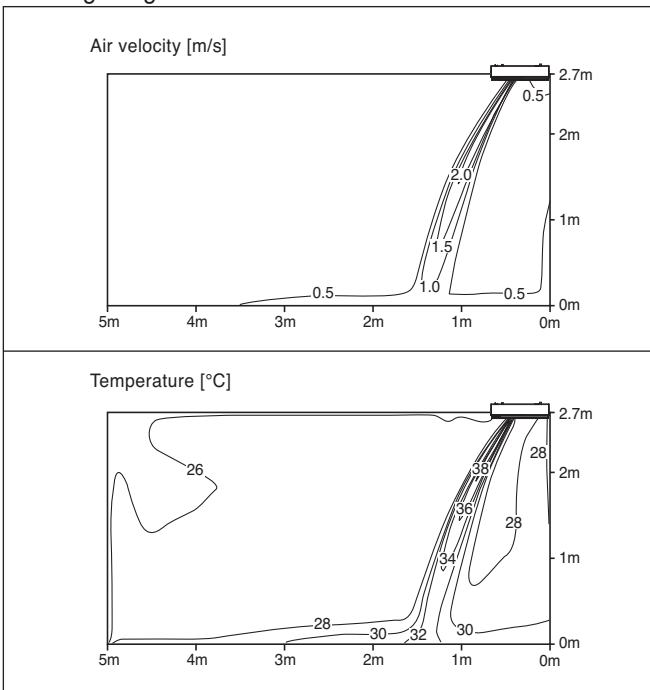 Air velocity [m/s]
2.7m
0.5
2m
2.0
1m
1.5
1.0
0.5
0.5
0m
5m 4m 3m 2m 1m 0m
Temperature [°C]
2.7m
28
38
26
2m
36
28
34
1m
28
30
32
30
0m
5m 4m 3m 2m 1m 0m